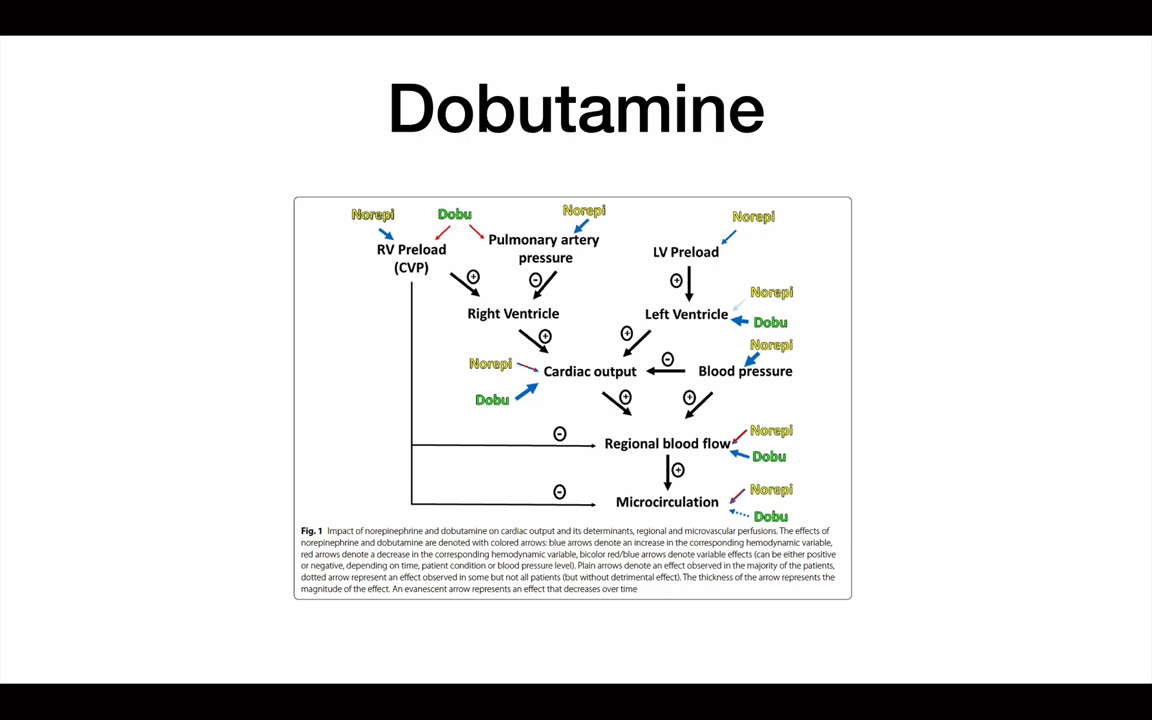 Dobutamine
Norepi
Dobu
Norepi
Norepi
RV Preload
(CVP)
Pulmonary artery
pressure
LV Preload
+
-
+
Right Ventricle
Left Ventricle
Norepi
Dobu
+
+
Norepi
Norepi
Dobu
Cardiac output
-
Blood pressure
+
+
-
Regional blood flow
Norepi
Dobu
+
-
Microcirculation
Norepi
Dobu
Fig. 1 Impact of norepinephrine and dobutamine on cardiac output and its determinants, regional and microvascular perfusions. The effects of
norepinephrine and dobutamine are denoted with colored arrows: blue arrows denote an increase in the corresponding hemodynamic variable,
red arrows denote a decrease in the corresponding hemodynamic variable, bicolor red/blue arrows denote variable effects (can be either positive
or negative, depending on time, patient condition or blood pressure level). Plain arrows denote an effect observed in the majority of the patients,
dotted arrow represent an effect observed in some but not all patients (but without detrimental effect). The thickness of the arrow represents the
magnitude of the effect. An evanescent arrow represents an effect that decreases over time